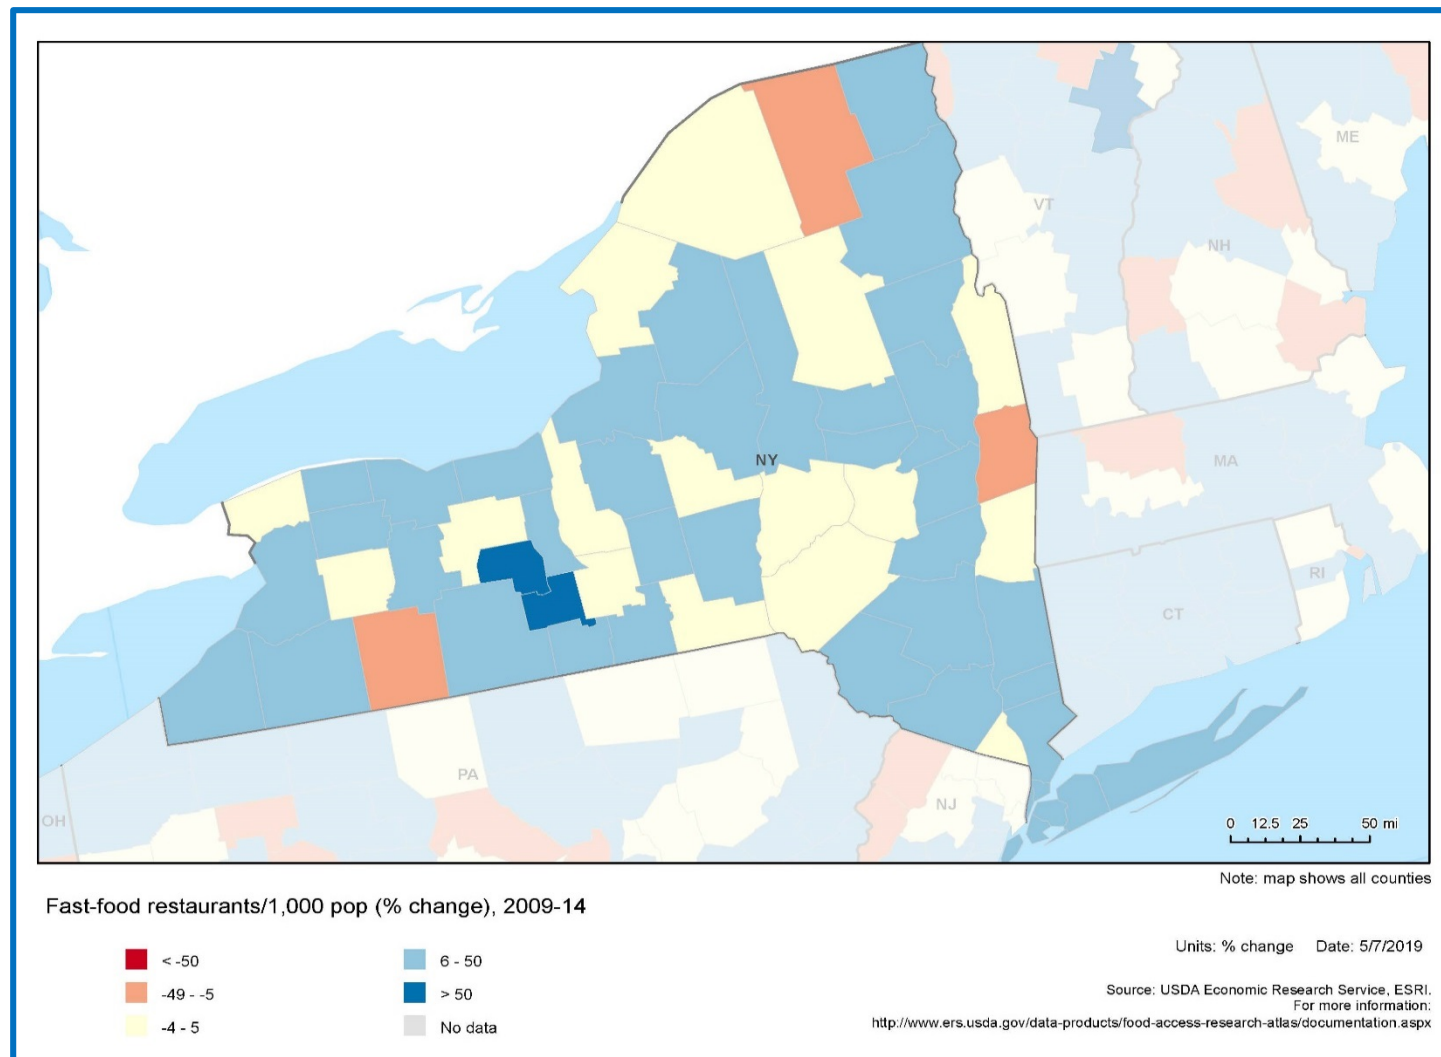 ME
VT
NH
NY
MA
RI
CT
PA
NJ
OH
0 12.5 25 50 mi
Note: map shows all counties
Fast-food restaurants/1,000 pop (% change), 2009-14
< -50
-49 - -5
-4 - 5
6 - 50
> 50
No data
Units: % change Date: 5/7/2019
Source: USDA Economic Research Service, ESRI.
For more information:
http://www.ers.usda.gov/data-products/food-access-research-atlas/documentation.aspx